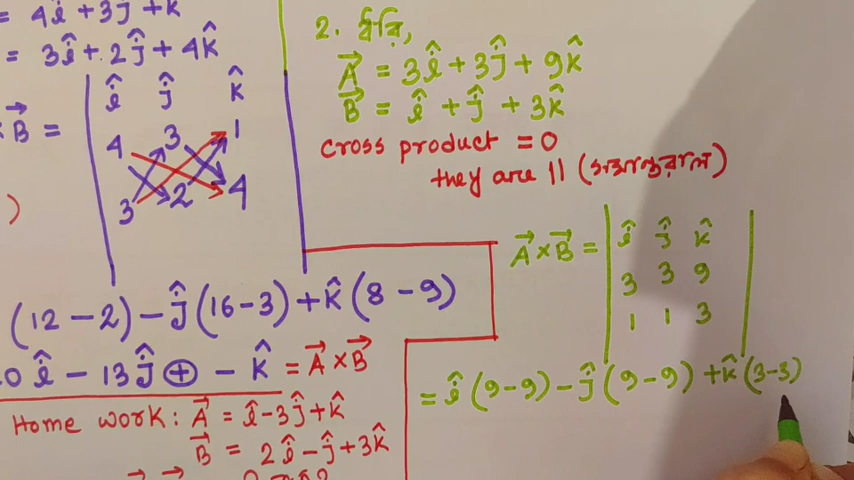 = 4î + 3ĵ + k̂
= 3î + 2ĵ + 4k̂
×B⃗ =
î ĵ k̂
4 3 1
3 2 4
)
(12 - 2) - ĵ(16 - 3) + k̂(8 - 9)
0î - 13ĵ ⊕ - k̂ = A⃗ × B⃗
Home work: A⃗ = î - 3ĵ + k̂
B⃗ = 2î - ĵ + 3k̂
2. ধরি,
A⃗ = 3î + 3ĵ + 9k̂
B⃗ = î + ĵ + 3k̂
cross product = 0
they are || (সমান্তরাল)
A⃗ × B⃗ =
î ĵ k̂
3 3 9
1 1 3
= î(9-9) - ĵ(9-9) + k̂(3-3)